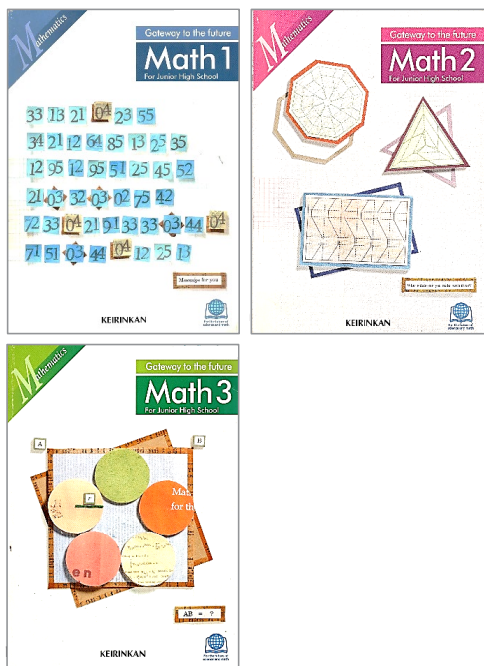 Mathematics
Gateway to the future
Math 1
For Junior High School
33 13 21 04 23 55
34 21 12 64 85 13 25 35
12 95 12 95 51 25 45 52
21 03 32 03 02 75 42
72 33 04 21 91 33 33 03 44 04
71 51 03 44 04 12 25 13
Message for you
KEIRINKAN
Mathematics
Gateway to the future
Math 2
For Junior High School
KEIRINKAN
Mathematics
Gateway to the future
Math 3
For Junior High School
A
B
Mat
for th
en
AB = ?
KEIRINKAN